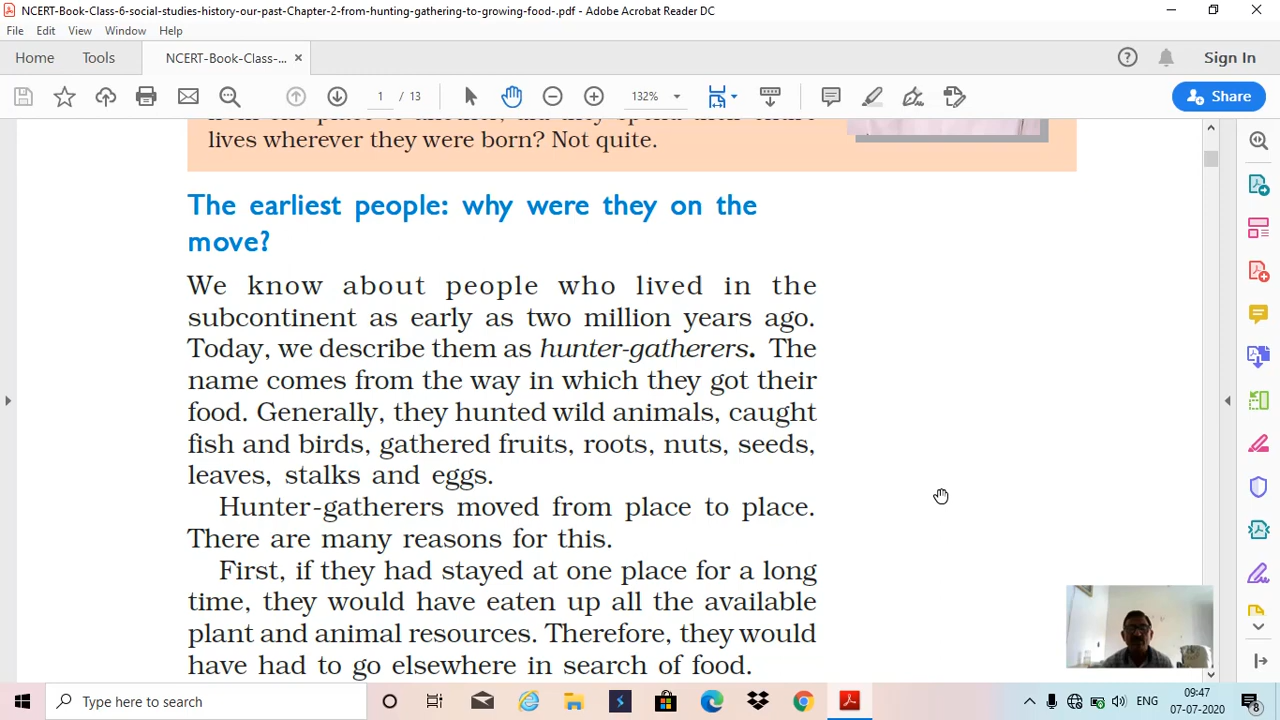 NCERT-Book-Class-6-social-studies-history-our-past-Chapter-2-from-hunting-gathering-to-growing-food-.pdf - Adobe Acrobat Reader DC
File Edit View Window Help
Home Tools NCERT-Book-Class-... × Sign In
1 / 13 132% Share
lives wherever they were born? Not quite.
The earliest people: why were they on the
move?
We know about people who lived in the
subcontinent as early as two million years ago.
Today, we describe them as hunter-gatherers. The
name comes from the way in which they got their
food. Generally, they hunted wild animals, caught
fish and birds, gathered fruits, roots, nuts, seeds,
leaves, stalks and eggs.
Hunter-gatherers moved from place to place.
There are many reasons for this.
First, if they had stayed at one place for a long
time, they would have eaten up all the available
plant and animal resources. Therefore, they would
have had to go elsewhere in search of food.
Type here to search
ENG 09:47
07-07-2020 8